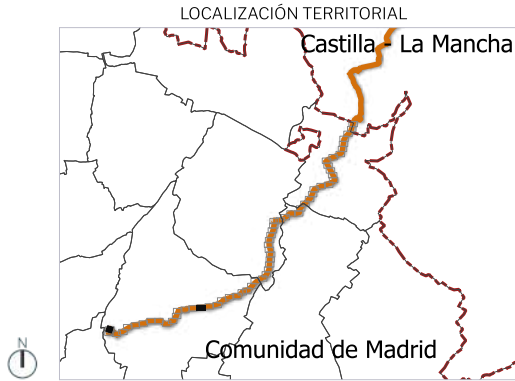 LOCALIZACIÓN TERRITORIAL
Castilla - La Mancha
Comunidad de Madrid
N